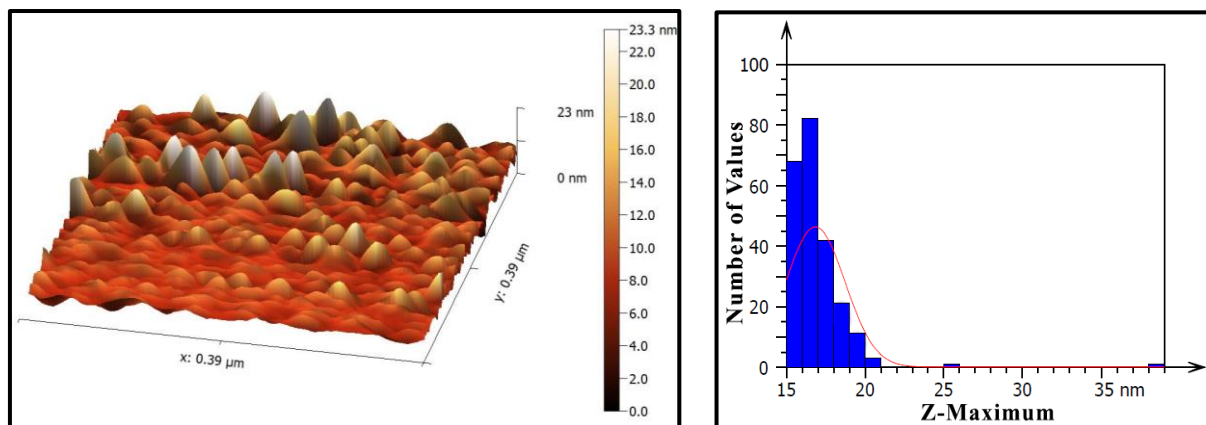 23.3 nm
22.0
20.0
18.0
16.0
14.0
12.0
10.0
8.0
6.0
4.0
2.0
0.0
23 nm
0 nm
y: 0.39 µm
x: 0.39 µm
100
80
60
40
20
0
Number of Values
15 20 25 30 35 nm
Z-Maximum